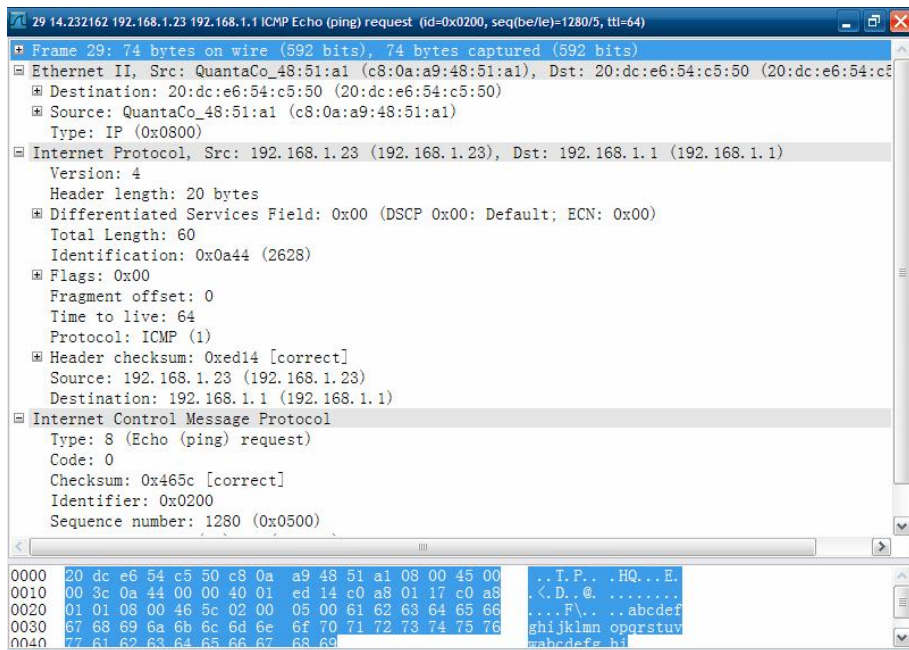 29 14.232162 192.168.1.23 192.168.1.1 ICMP Echo (ping) request (id=0x0200, seq(be/le)=1280/5, ttl=64)
Frame 29: 74 bytes on wire (592 bits), 74 bytes captured (592 bits)
Ethernet II, Src: QuantaCo_48:51:a1 (c8:0a:a9:48:51:a1), Dst: 20:dc:e6:54:c5:50 (20:dc:e6:54:c5
Destination: 20:dc:e6:54:c5:50 (20:dc:e6:54:c5:50)
Source: QuantaCo_48:51:a1 (c8:0a:a9:48:51:a1)
Type: IP (0x0800)
Internet Protocol, Src: 192.168.1.23 (192.168.1.23), Dst: 192.168.1.1 (192.168.1.1)
Version: 4
Header length: 20 bytes
Differentiated Services Field: 0x00 (DSCP 0x00: Default; ECN: 0x00)
Total Length: 60
Identification: 0x0a44 (2628)
Flags: 0x00
Fragment offset: 0
Time to live: 64
Protocol: ICMP (1)
Header checksum: 0xed14 [correct]
Source: 192.168.1.23 (192.168.1.23)
Destination: 192.168.1.1 (192.168.1.1)
Internet Control Message Protocol
Type: 8 (Echo (ping) request)
Code: 0
Checksum: 0x465c [correct]
Identifier: 0x0200
Sequence number: 1280 (0x0500)
0000 20 dc e6 54 c5 50 c8 0a a9 48 51 a1 08 00 45 00 ..T.P.. .HQ...E.
0010 00 3c 0a 44 00 00 40 01 ed 14 c0 a8 01 17 c0 a8 .<.D..@. ........
0020 01 01 08 00 46 5c 02 00 05 00 61 62 63 64 65 66 ....F\.. ..abcdef
0030 67 68 69 6a 6b 6c 6d 6e 6f 70 71 72 73 74 75 76 ghijklmn opqrstuv
0040 77 61 62 63 64 65 66 67 68 69 wabcdefg hi